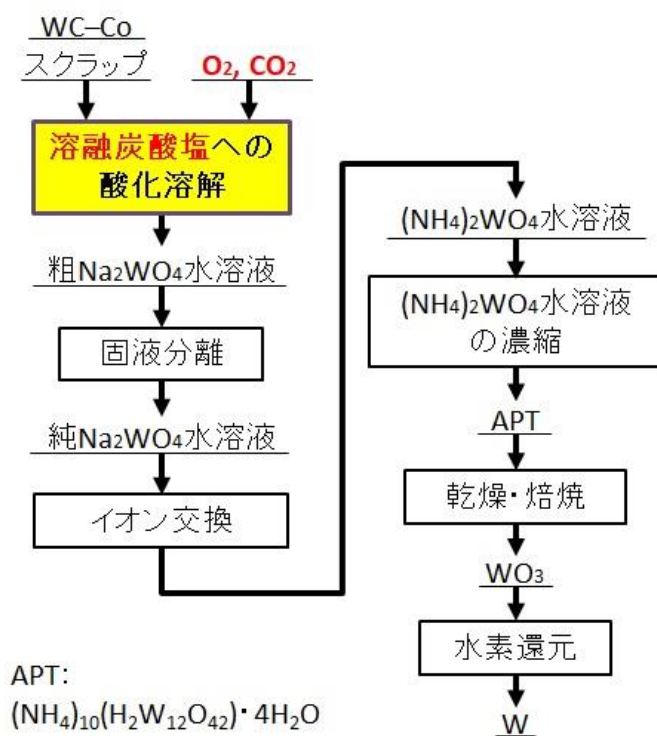 WC–Co
スクラップ
O₂, CO₂
溶融炭酸塩への
酸化溶解
粗Na₂WO₄水溶液
固液分離
純Na₂WO₄水溶液
イオン交換
(NH₄)₂WO₄水溶液
(NH₄)₂WO₄水溶液
の濃縮
APT
乾燥・焙焼
WO₃
水素還元
W
APT:
(NH₄)₁₀(H₂W₁₂O₄₂)・4H₂O